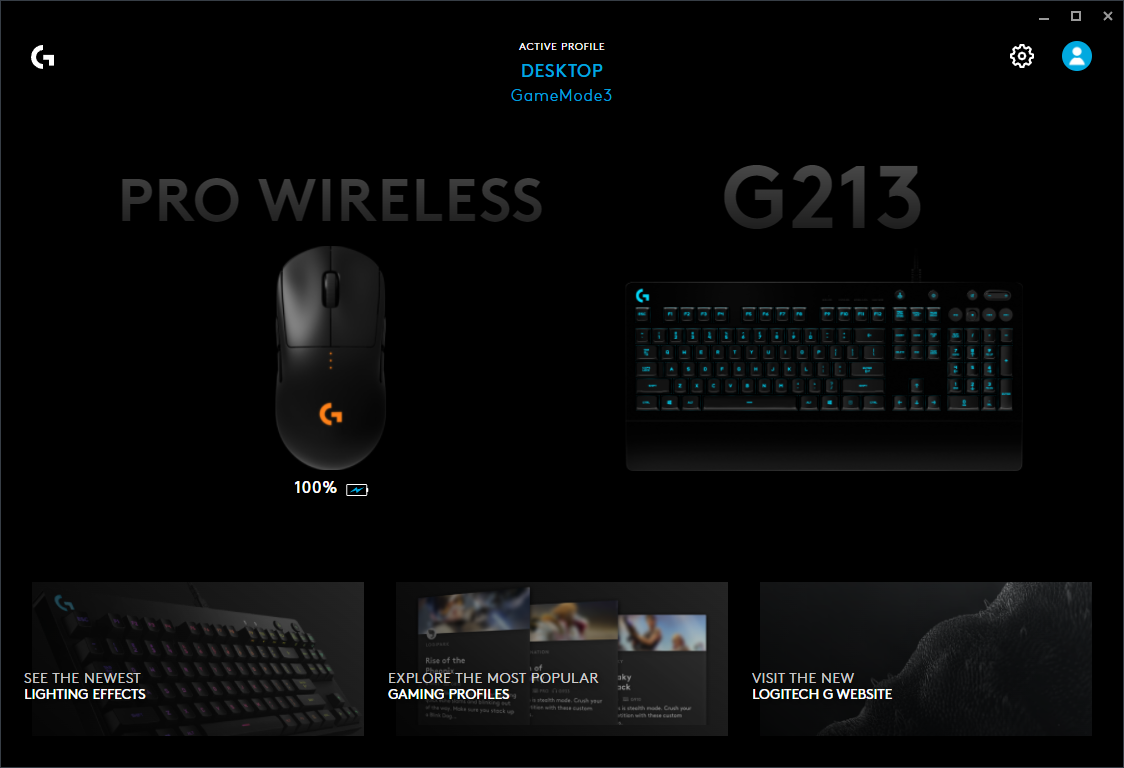 ACTIVE PROFILE
DESKTOP
GameMode3
PRO WIRELESS
G213
100%
SEE THE NEWEST
LIGHTING EFFECTS
Rise of the
EXPLORE THE MOST POPULAR
GAMING PROFILES
VISIT THE NEW
LOGITECH G WEBSITE